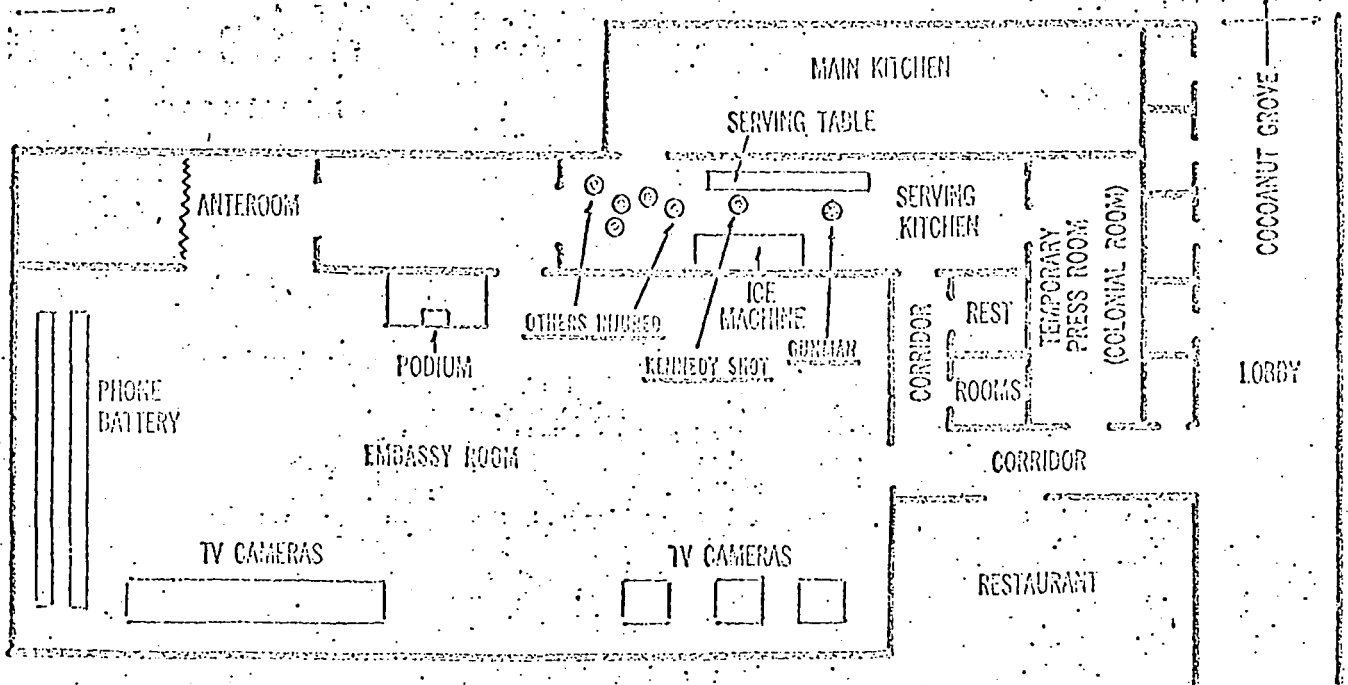 MAIN KITCHEN
SERVING TABLE
ANTEROOM
SERVING
KITCHEN
COCOANUT GROVE
TEMPORARY
PRESS ROOM
(COLONIAL ROOM)
OTHERS INJURED
ICE
MACHINE
GUNMAN
KENNEDY SHOT
CORRIDOR
REST
ROOMS
PODIUM
PHONE
BATTERY
LOBBY
EMBASSY ROOM
CORRIDOR
TV CAMERAS
TV CAMERAS
RESTAURANT